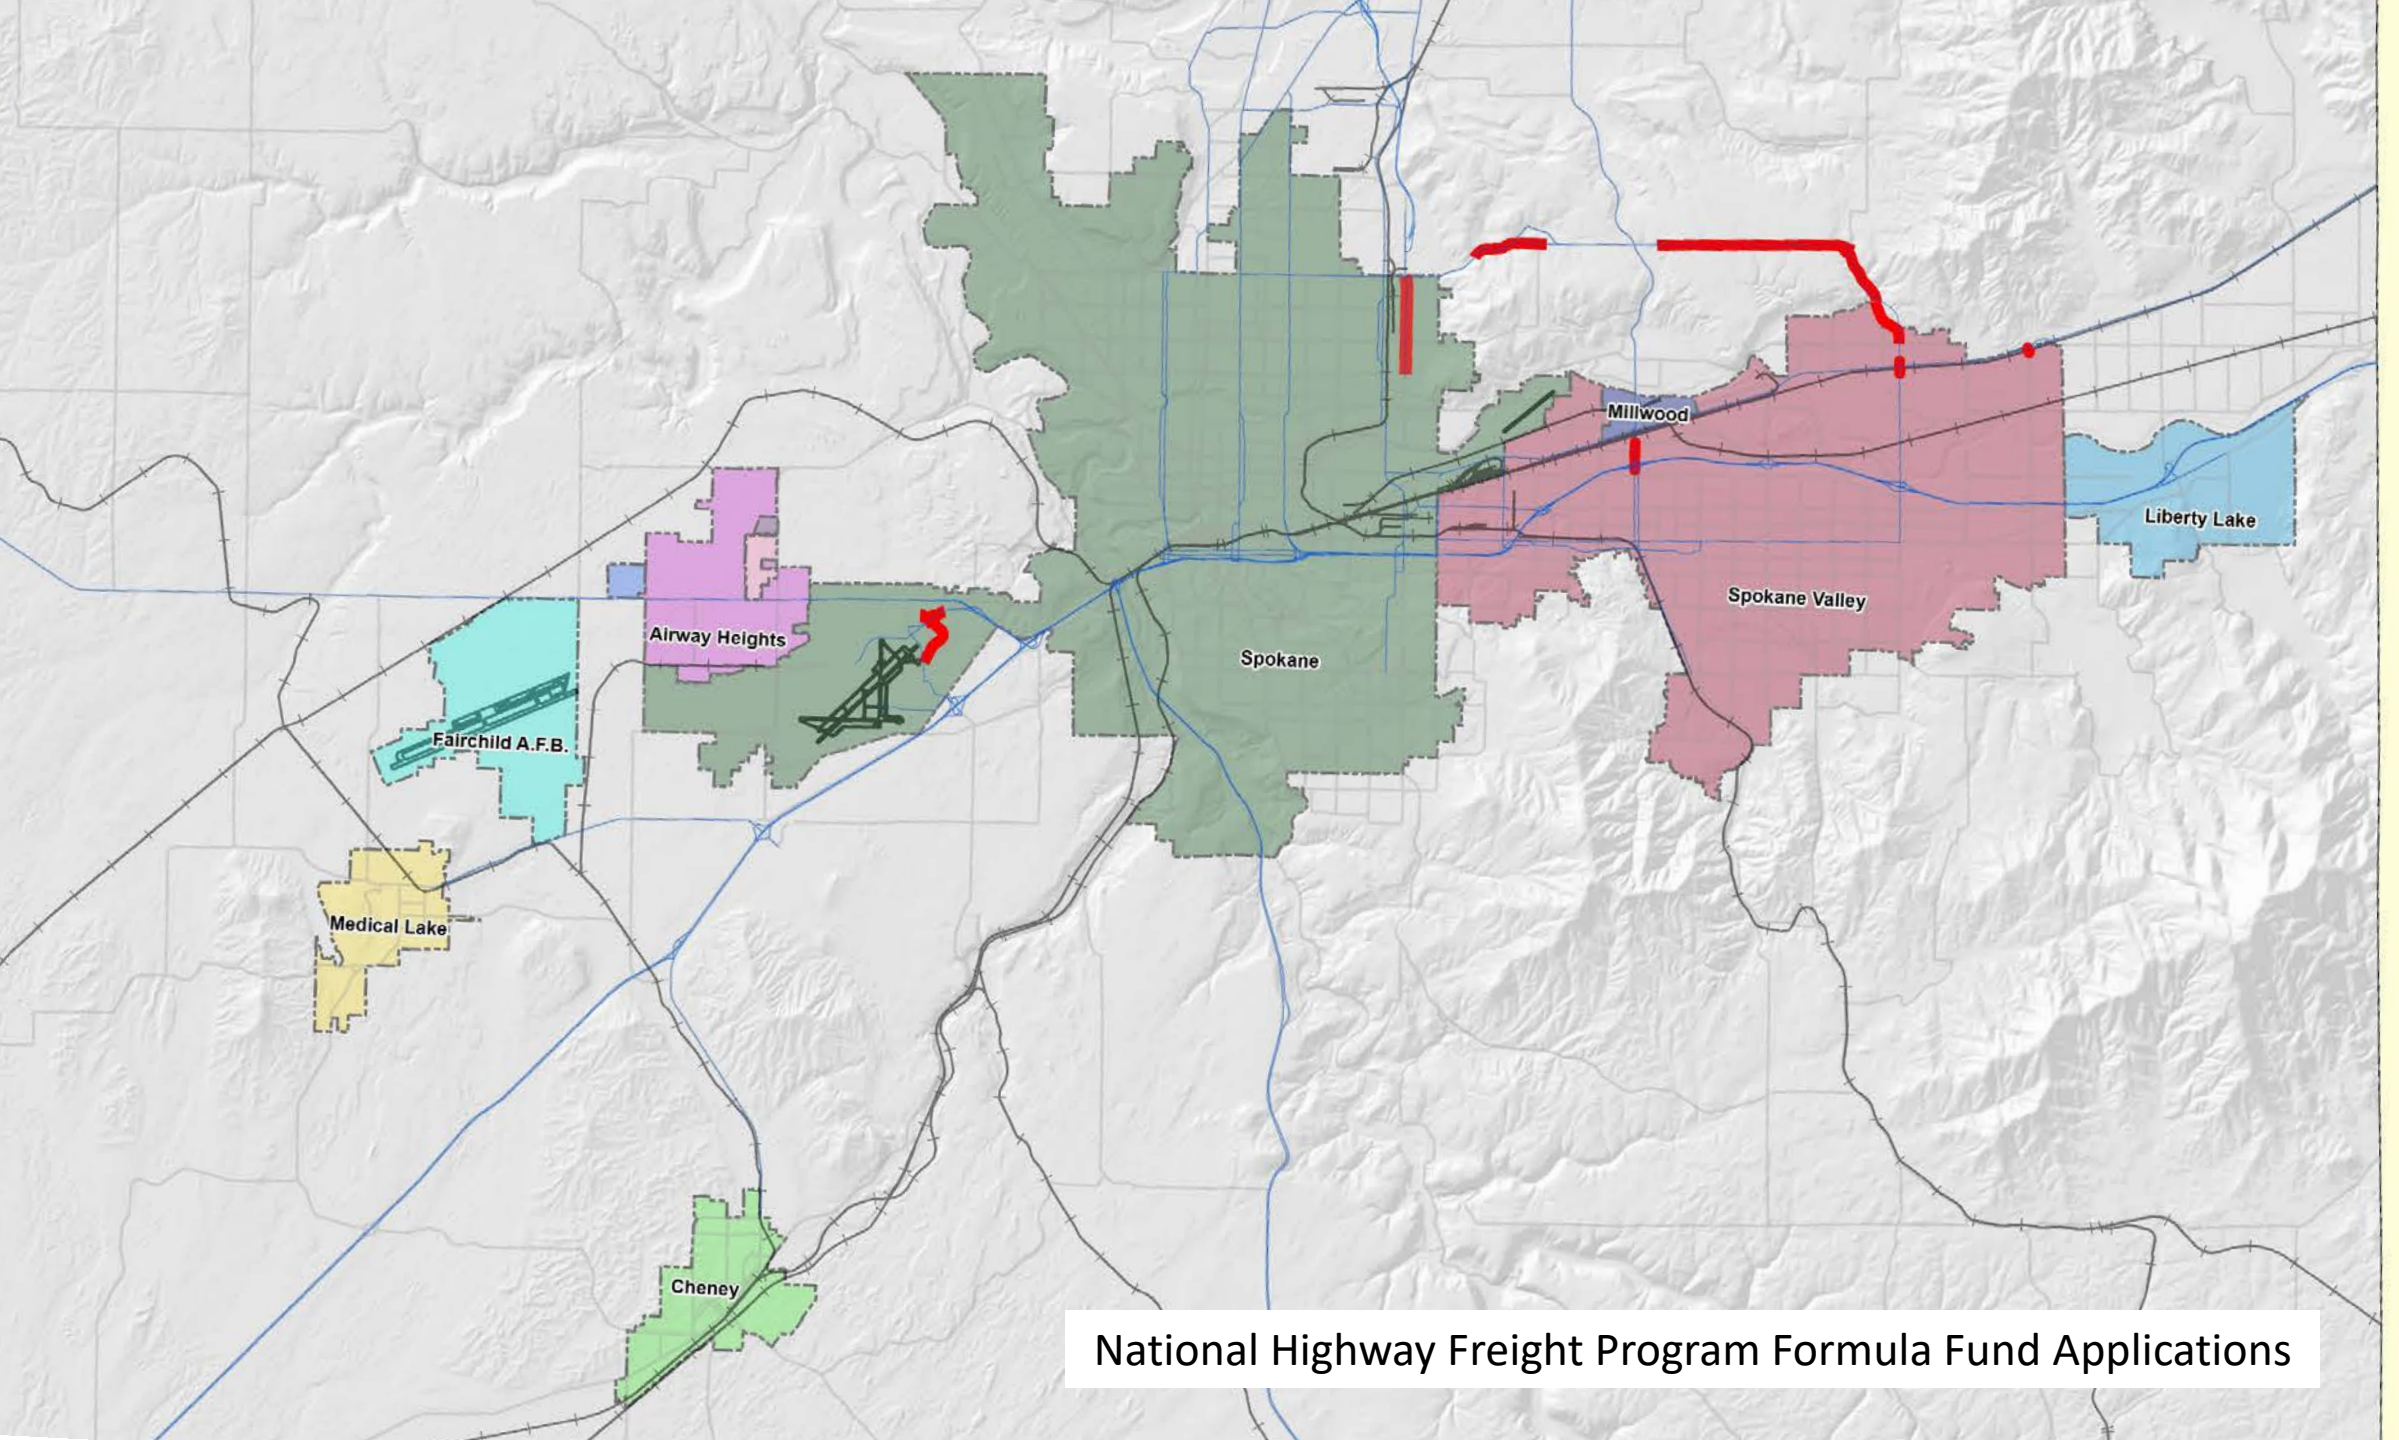 Millwood
Liberty Lake
Spokane Valley
Airway Heights
Spokane
Fairchild A.F.B.
Medical Lake
Cheney
National Highway Freight Program Formula Fund Applications